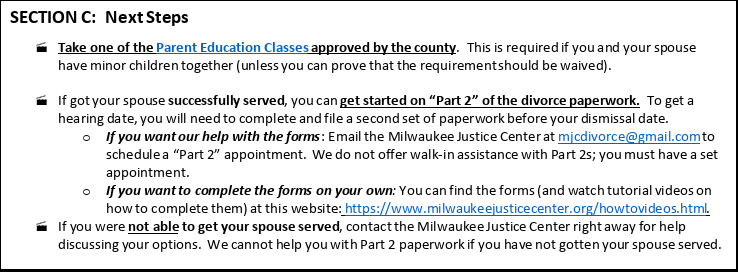 SECTION C: Next Steps
Take one of the Parent Education Classes approved by the county. This is required if you and your spouse
have minor children together (unless you can prove that the requirement should be waived).
If got your spouse successfully served, you can get started on “Part 2” of the divorce paperwork. To get a
hearing date, you will need to complete and file a second set of paperwork before your dismissal date.
o If you want our help with the forms: Email the Milwaukee Justice Center at mjcdivorce@gmail.com to
schedule a “Part 2” appointment. We do not offer walk-in assistance with Part 2s; you must have a set
appointment.
o If you want to complete the forms on your own: You can find the forms (and watch tutorial videos on
how to complete them) at this website: https://www.milwaukeejusticecenter.org/howtovideos.html.
If you were not able to get your spouse served, contact the Milwaukee Justice Center right away for help
discussing your options. We cannot help you with Part 2 paperwork if you have not gotten your spouse served.